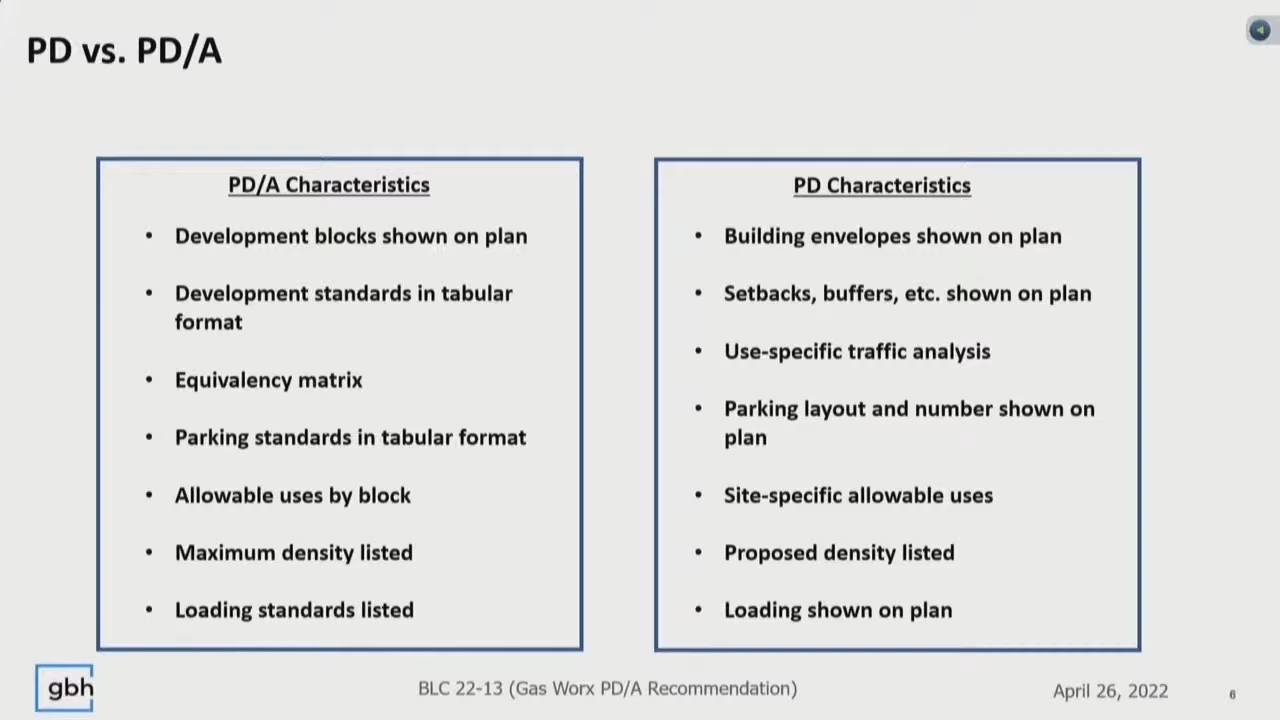 PD vs. PD/A
PD/A Characteristics
• Development blocks shown on plan
• Development standards in tabular
format
• Equivalency matrix
• Parking standards in tabular format
• Allowable uses by block
• Maximum density listed
• Loading standards listed
PD Characteristics
• Building envelopes shown on plan
• Setbacks, buffers, etc. shown on plan
• Use-specific traffic analysis
• Parking layout and number shown on
plan
• Site-specific allowable uses
• Proposed density listed
• Loading shown on plan
gbh
BLC 22-13 (Gas Worx PD/A Recommendation)
April 26, 2022
6